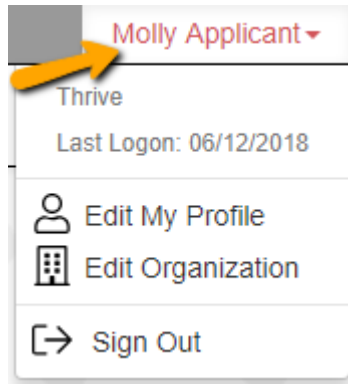 Molly Applicant
Thrive
Last Logon: 06/12/2018
Edit My Profile
Edit Organization
Sign Out